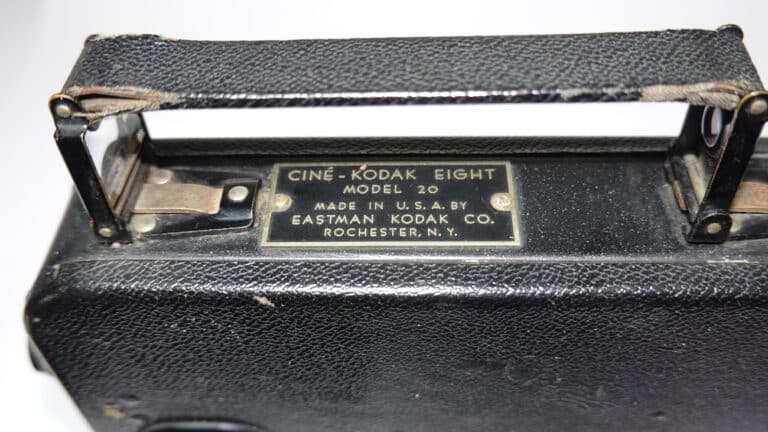 CINÉ-KODAK EIGHT
MODEL 20
MADE IN U.S.A. BY
EASTMAN KODAK CO.
ROCHESTER, N.Y.